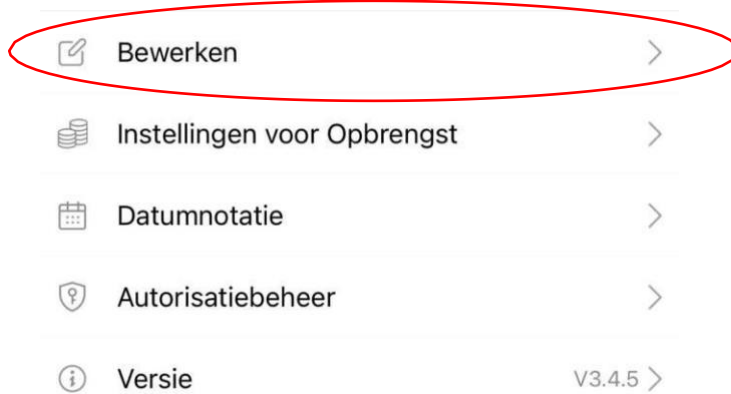 Bewerken
Instellingen voor Opbrengst
Datumnotatie
Autorisatiebeheer
Versie V3.4.5